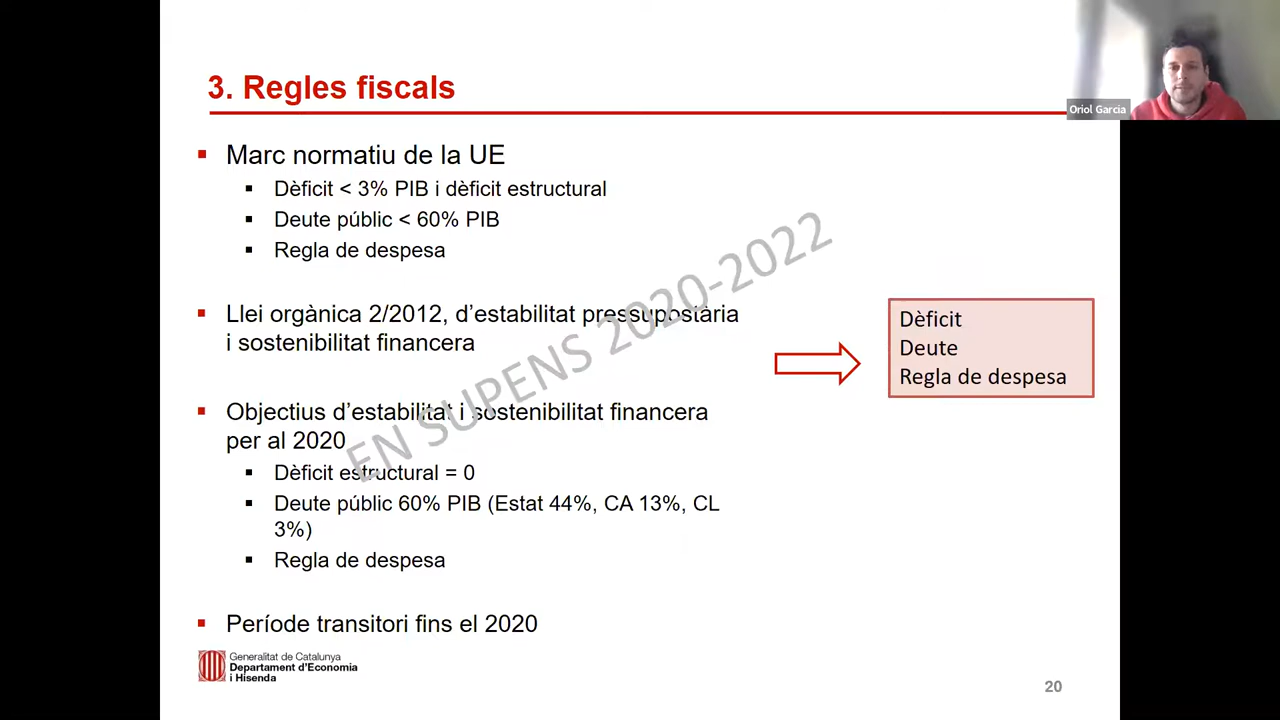 3. Regles fiscals
Oriol Garcia
Marc normatiu de la UE
Dèficit < 3% PIB i dèficit estructural
Deute públic < 60% PIB
Regla de despesa
Llei orgànica 2/2012, d'estabilitat pressupostària
i sostenibilitat financera
Objectius d'estabilitat i sostenibilitat financera
per al 2020
Dèficit estructural = 0
Deute públic 60% PIB (Estat 44%, CA 13%, CL
3%)
Regla de despesa
Període transitori fins el 2020
EN SUPENS 2020-2022
Dèficit
Deute
Regla de despesa
Generalitat de Catalunya
Departament d'Economia
i Hisenda
20